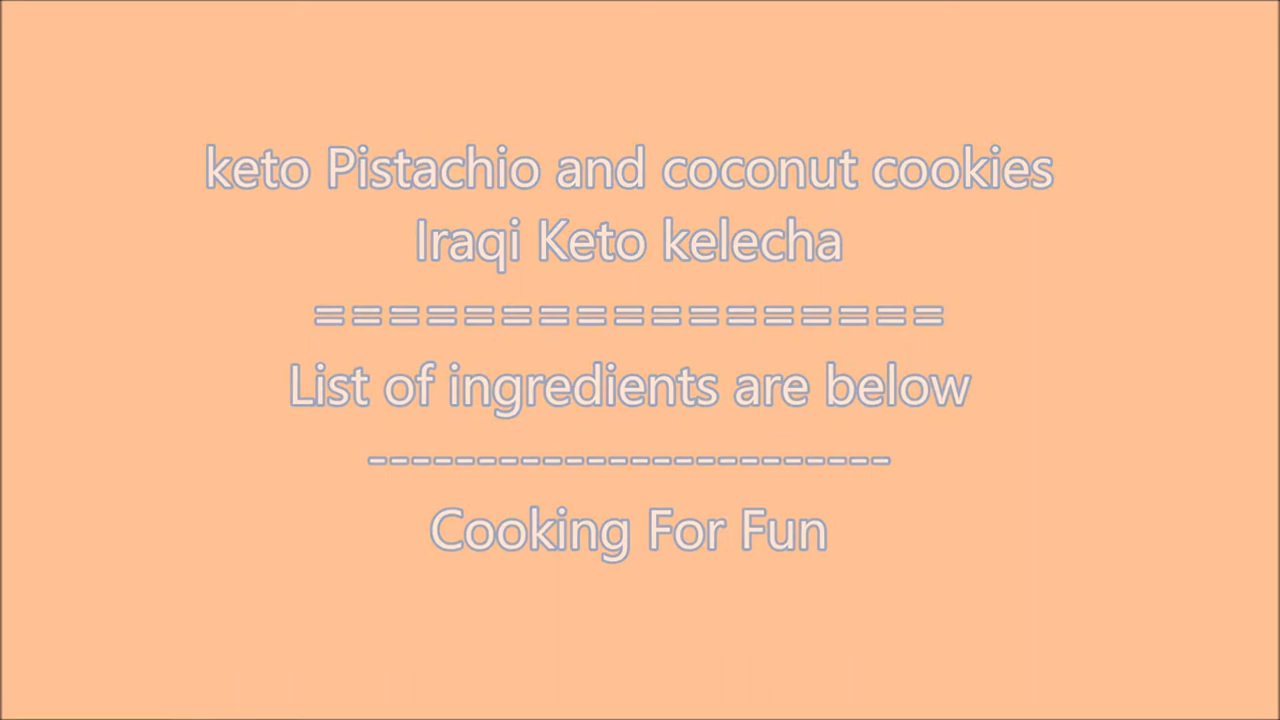 keto Pistachio and coconut cookies
Iraqi Keto kelecha
=================
List of ingredients are below
------------------------
Cooking For Fun